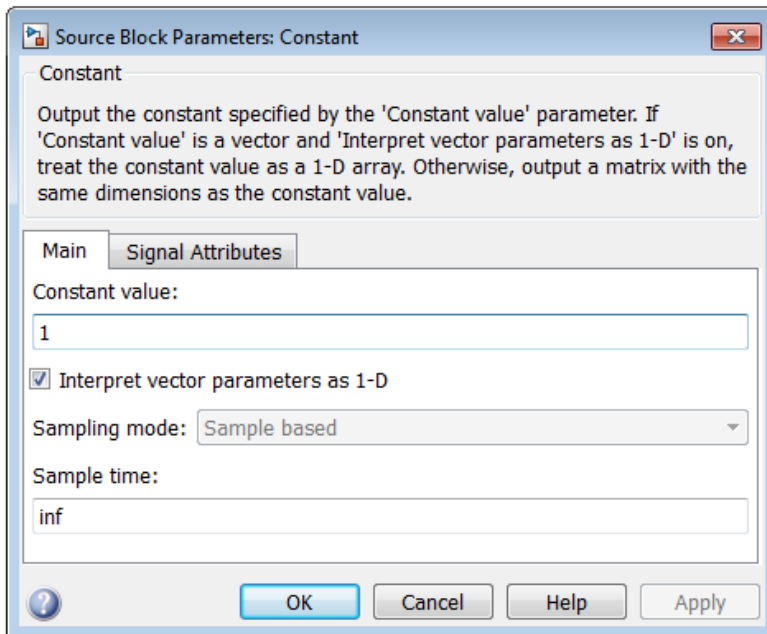 Source Block Parameters: Constant
Constant
Output the constant specified by the 'Constant value' parameter. If
'Constant value' is a vector and 'Interpret vector parameters as 1-D' is on,
treat the constant value as a 1-D array. Otherwise, output a matrix with the
same dimensions as the constant value.
Main Signal Attributes
Constant value:
1
Interpret vector parameters as 1-D
Sampling mode: Sample based
Sample time:
inf
? OK Cancel Help Apply